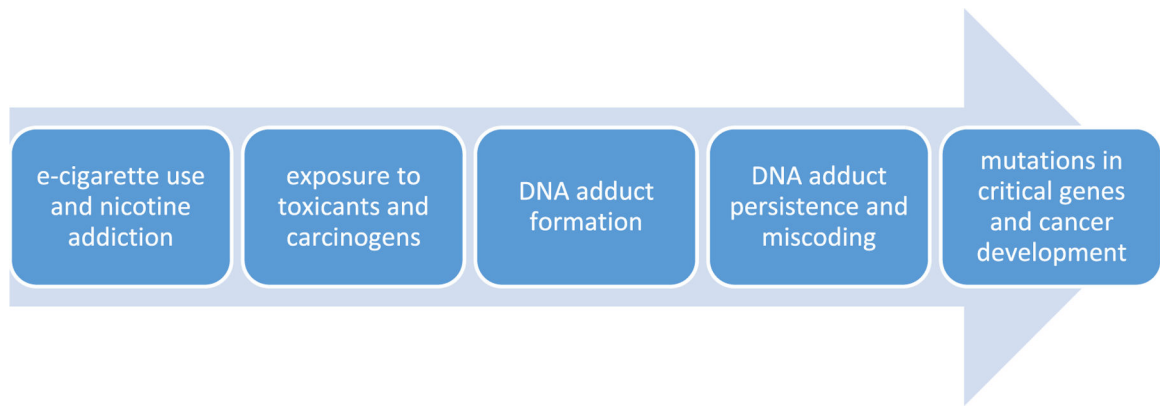 e-cigarette use
and nicotine
addiction
exposure to
toxicants and
carcinogens
DNA adduct
formation
DNA adduct
persistence and
miscoding
mutations in
critical genes
and cancer
development